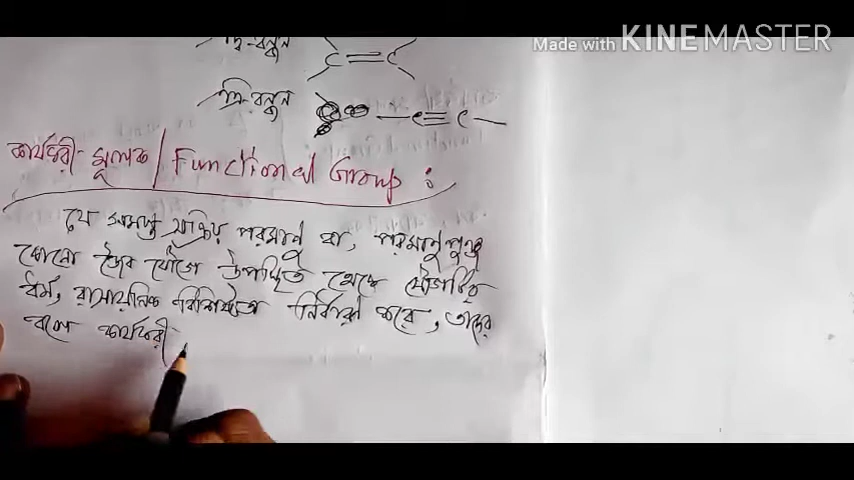 Made with KINEMASTER
দ্বি-বন্ধন C=C
ত্রি-বন্ধন —C≡C—
কার্যকরী মূলক / Functional Group :
যে সমস্ত সক্রিয় পরমাণু বা, পরমাণুপুঞ্জ
কোনো জৈব যৌগে উপস্থিত থেকে যৌগটির
ধর্ম, রাসায়নিক বিশিষ্টতা নির্ধারণ করে, তাদের
বলে কার্যকরী